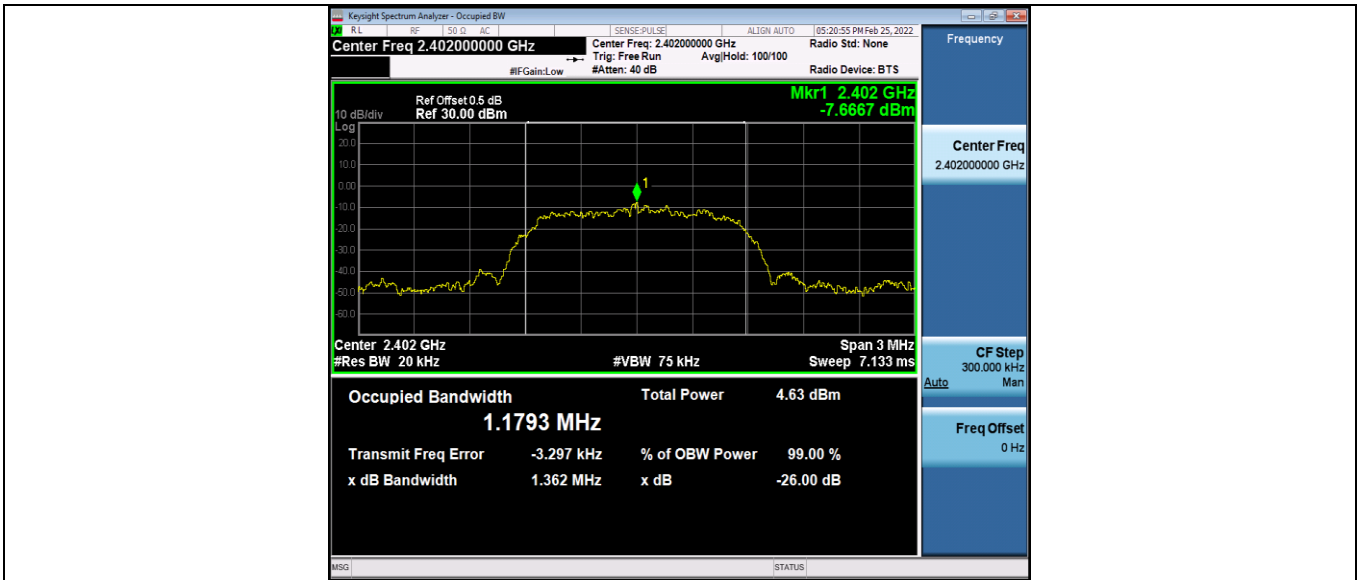 Keysight Spectrum Analyzer - Occupied BW
RL RF 50 Ω AC SENSE:PULSE ALIGN AUTO 05:20:55 PM Feb 25, 2022
Center Freq 2.402000000 GHz
Center Freq: 2.402000000 GHz Radio Std: None
Trig: Free Run Avg|Hold: 100/100
#IFGain:Low #Atten: 40 dB Radio Device: BTS
Frequency
Ref Offset 0.5 dB
10 dB/div Ref 30.00 dBm
Mkr1 2.402 GHz
-7.6667 dBm
Log
20.0
10.0
0.00
-10.0
-20.0
-30.0
-40.0
-50.0
-60.0
1
Center 2.402 GHz Span 3 MHz
#Res BW 20 kHz #VBW 75 kHz Sweep 7.133 ms
Occupied Bandwidth Total Power 4.63 dBm
1.1793 MHz
Transmit Freq Error -3.297 kHz % of OBW Power 99.00 %
x dB Bandwidth 1.362 MHz x dB -26.00 dB
Center Freq
2.402000000 GHz
CF Step
300.000 kHz
Auto Man
Freq Offset
0 Hz
MSG STATUS